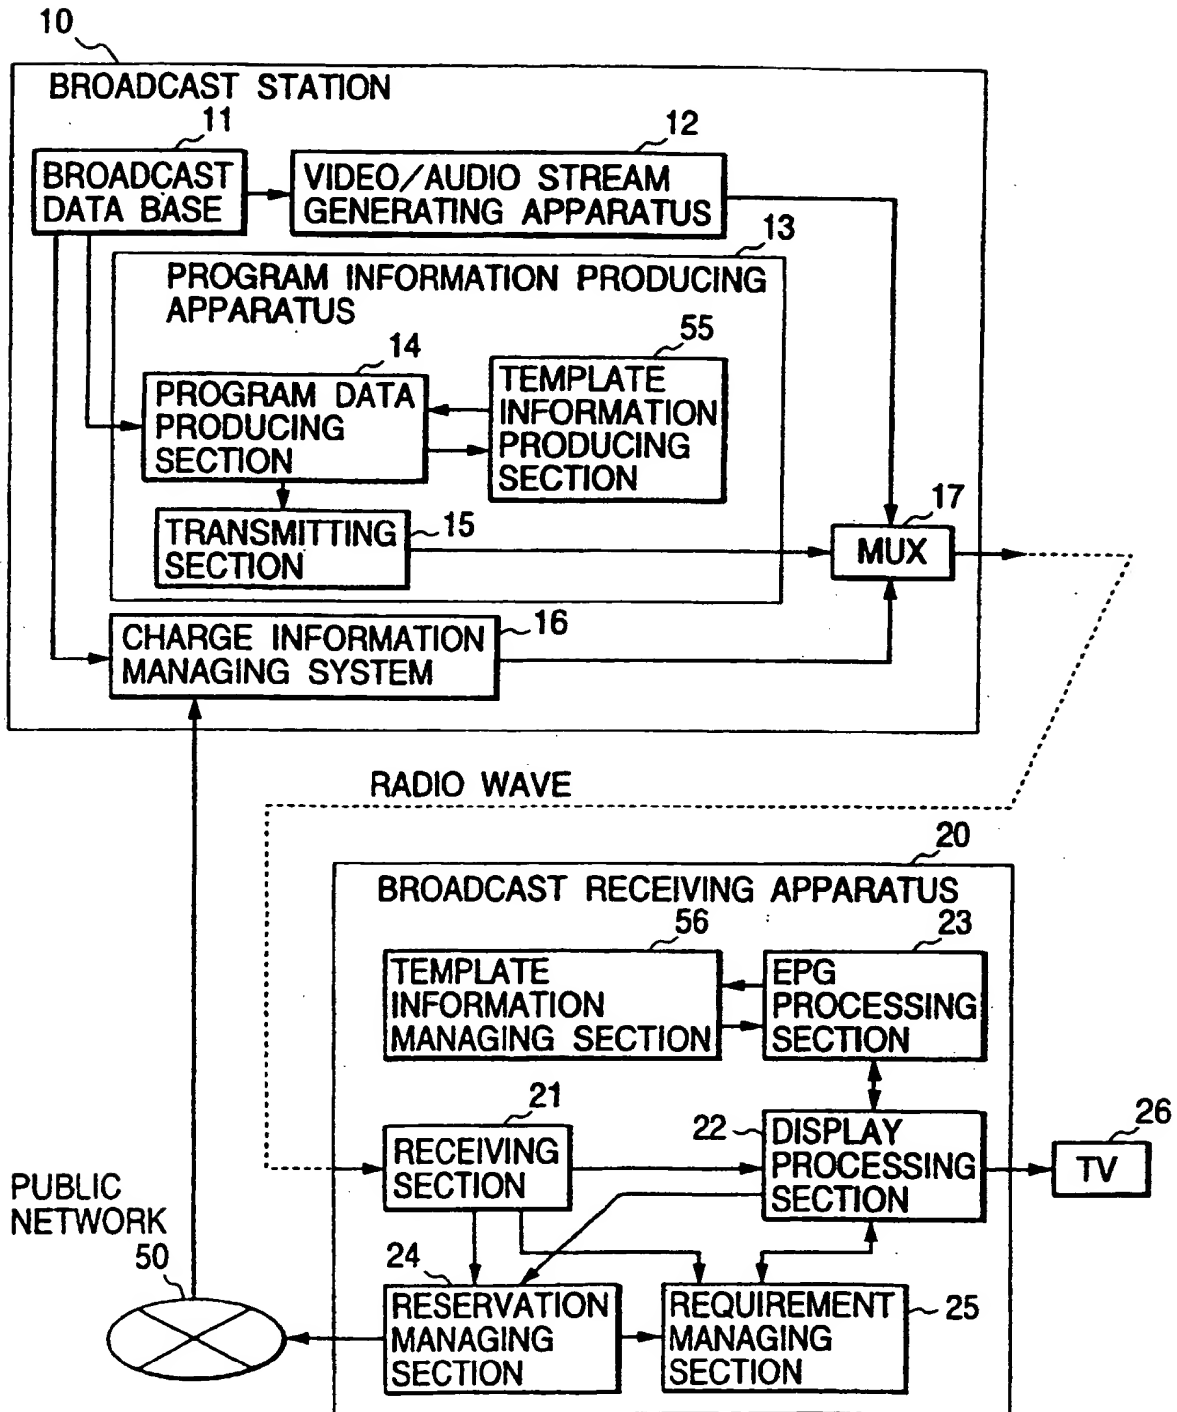 10
BROADCAST STATION
11
BROADCAST
DATA BASE
12
VIDEO/AUDIO STREAM
GENERATING APPARATUS
13
PROGRAM INFORMATION PRODUCING
APPARATUS
14
PROGRAM DATA
PRODUCING
SECTION
55
TEMPLATE
INFORMATION
PRODUCING
SECTION
TRANSMITTING
SECTION
15
17
MUX
CHARGE INFORMATION
MANAGING SYSTEM
16
RADIO WAVE
20
BROADCAST RECEIVING APPARATUS
56
TEMPLATE
INFORMATION
MANAGING SECTION
23
EPG
PROCESSING
SECTION
21
RECEIVING
SECTION
22
DISPLAY
PROCESSING
SECTION
26
TV
PUBLIC
NETWORK
50
24
RESERVATION
MANAGING
SECTION
REQUIREMENT
MANAGING
SECTION
25